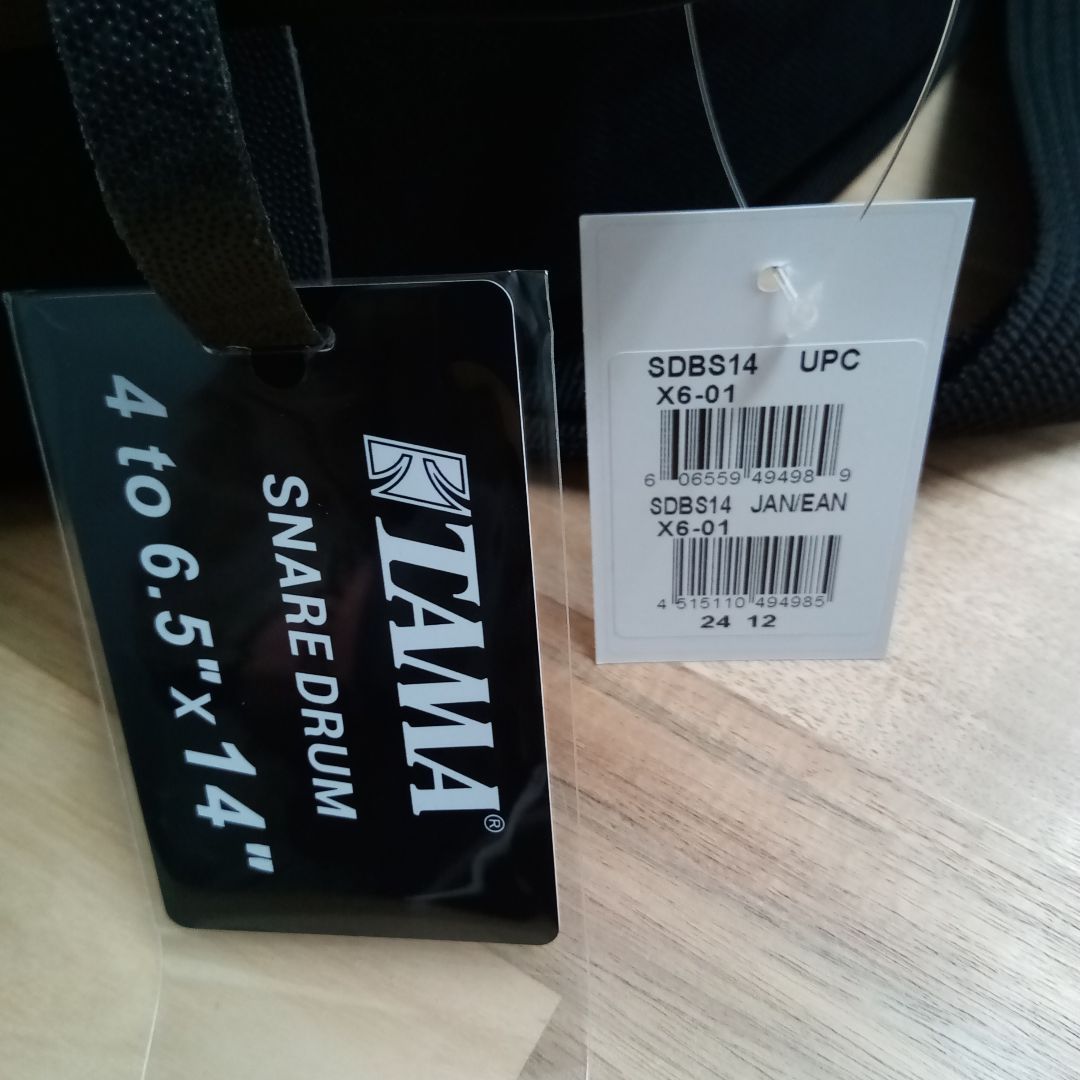 TAMA®
SNARE DRUM
4 to 6.5"x 14"
SDBS14 UPC
X6-01
6 06559 49498 9
SDBS14 JAN/EAN
X6-01
4 515110 494985
24 12